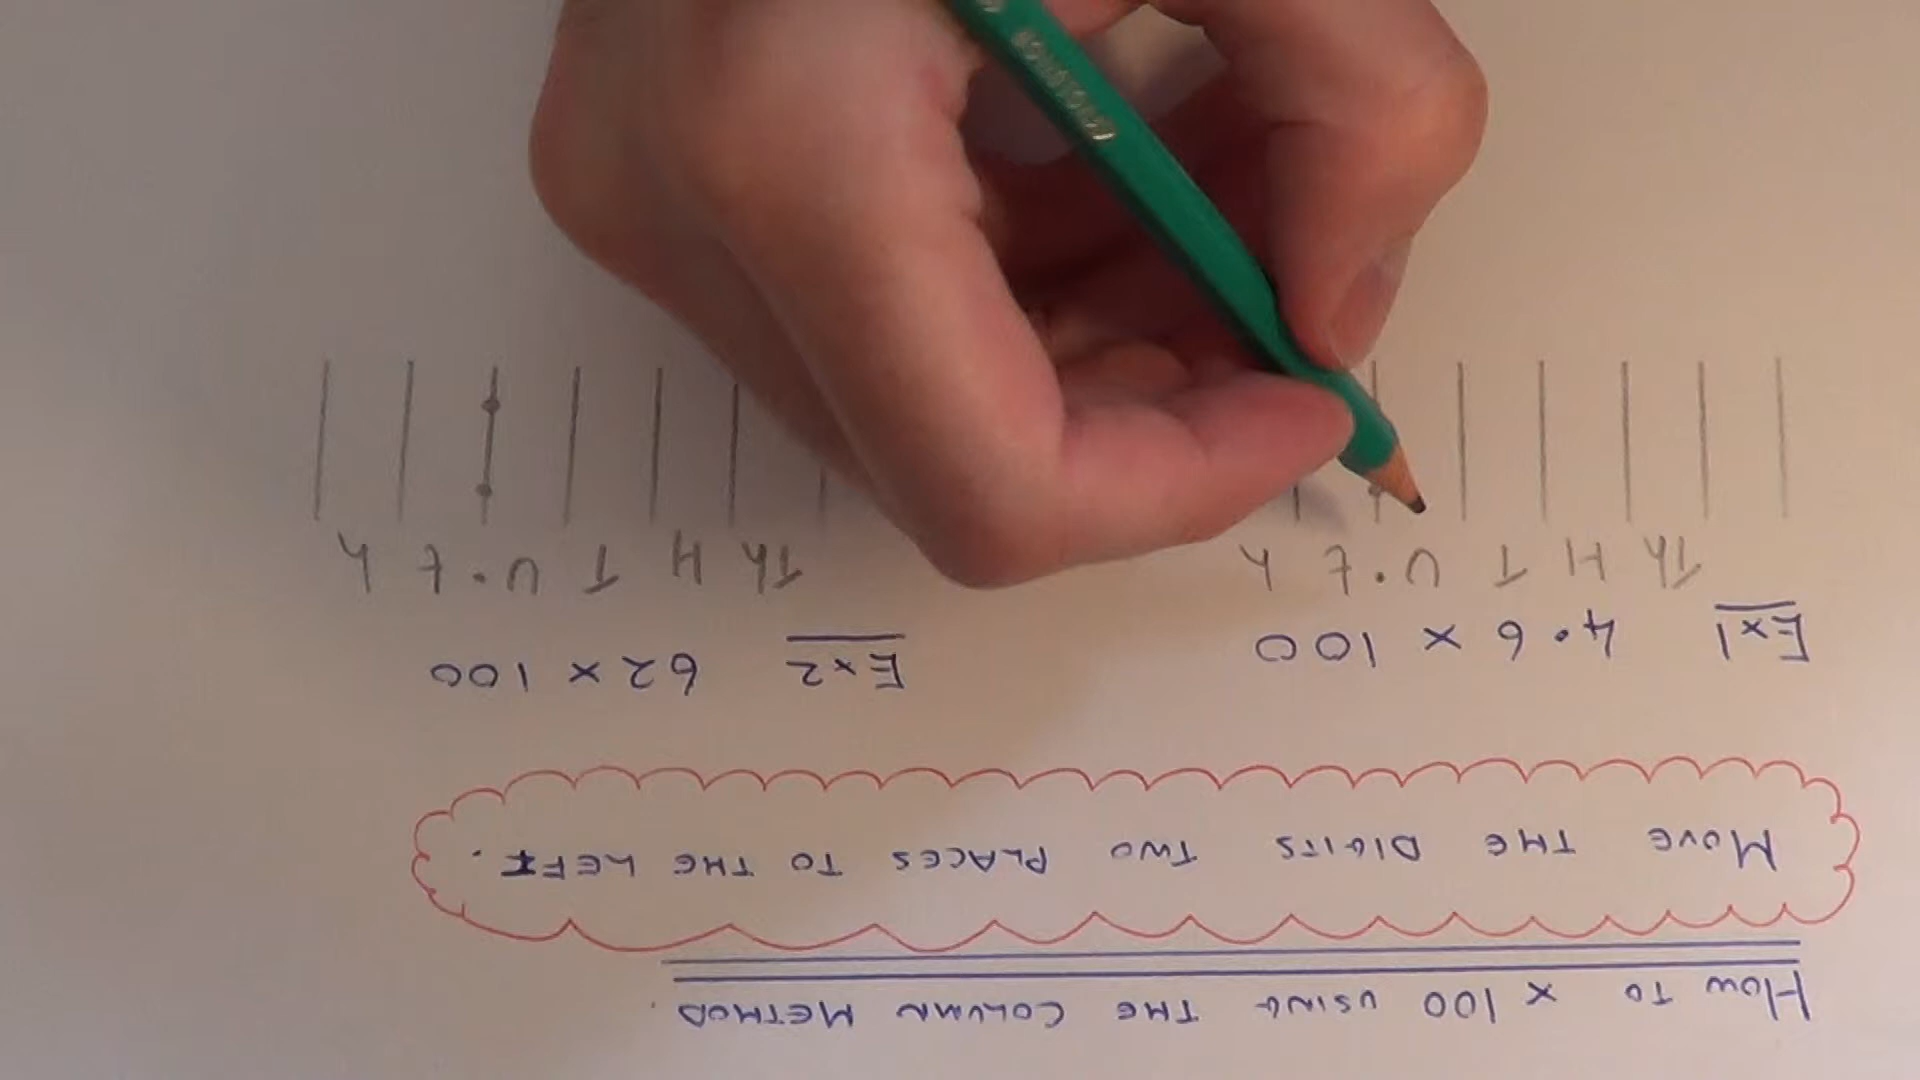 HOW TO X 100 USING THE COLUMN METHOD.
MOVE THE DIGITS TWO PLACES TO THE LEFT.
Ex1 4.6 x 100
Th H T U . t h
Ex2 62 x 100
Th H T U . t h